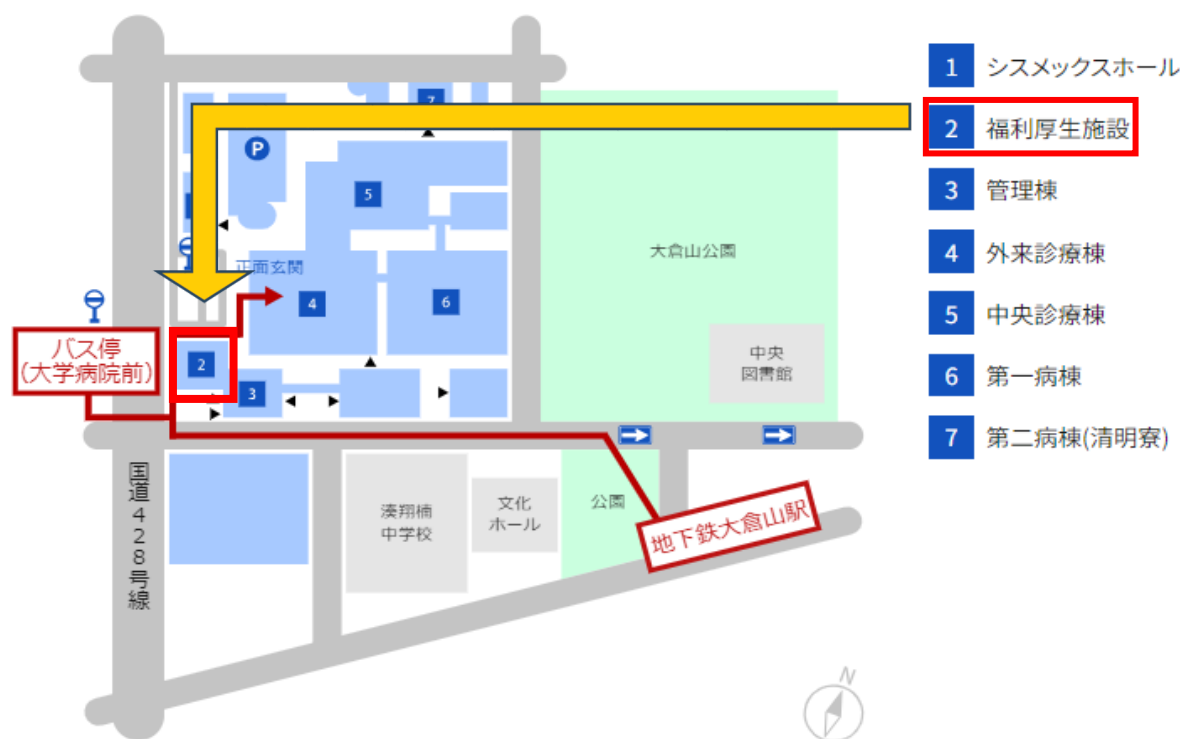 1 シスメックスホール
2 福利厚生施設
3 管理棟
4 外来診療棟
5 中央診療棟
6 第一病棟
7 第二病棟(清明寮)
7
P
5
大倉山公園
正面玄関
4
6
バス停
(大学病院前)
2
3
中央
図書館
国道428号線
湊翔楠
中学校
文化
ホール
公園
地下鉄大倉山駅
N